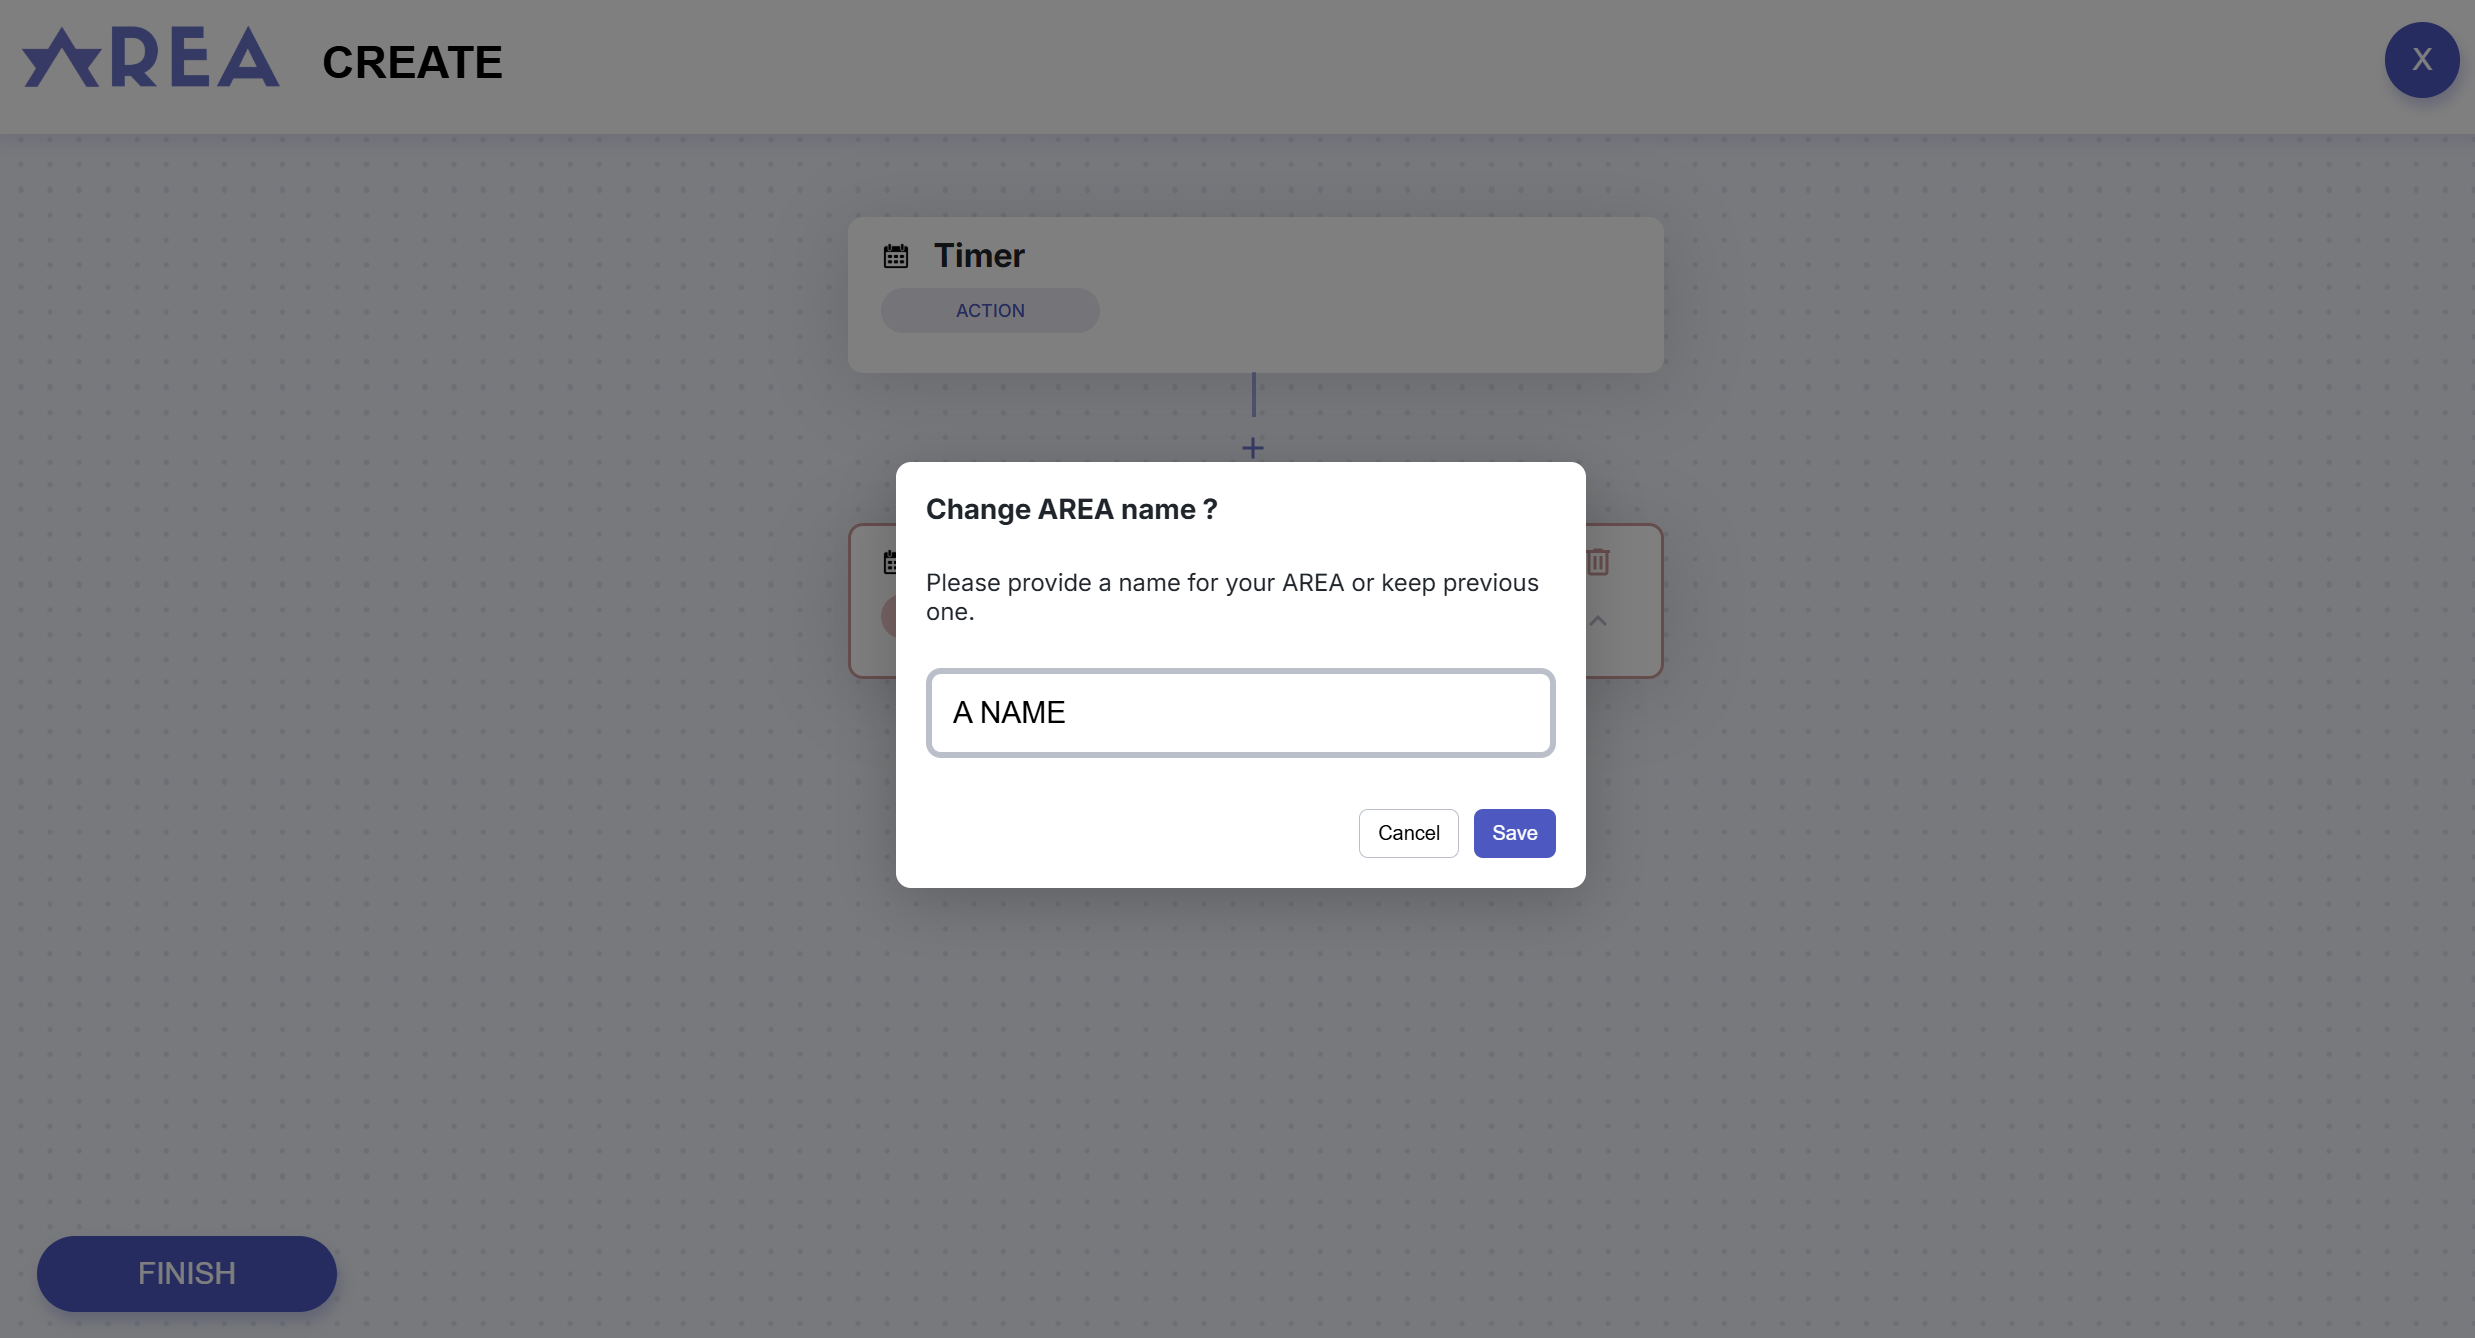 AREA CREATE X
Timer
ACTION
+
Change AREA name ?
Please provide a name for your AREA or keep previous
one.
A NAME
Cancel Save
FINISH